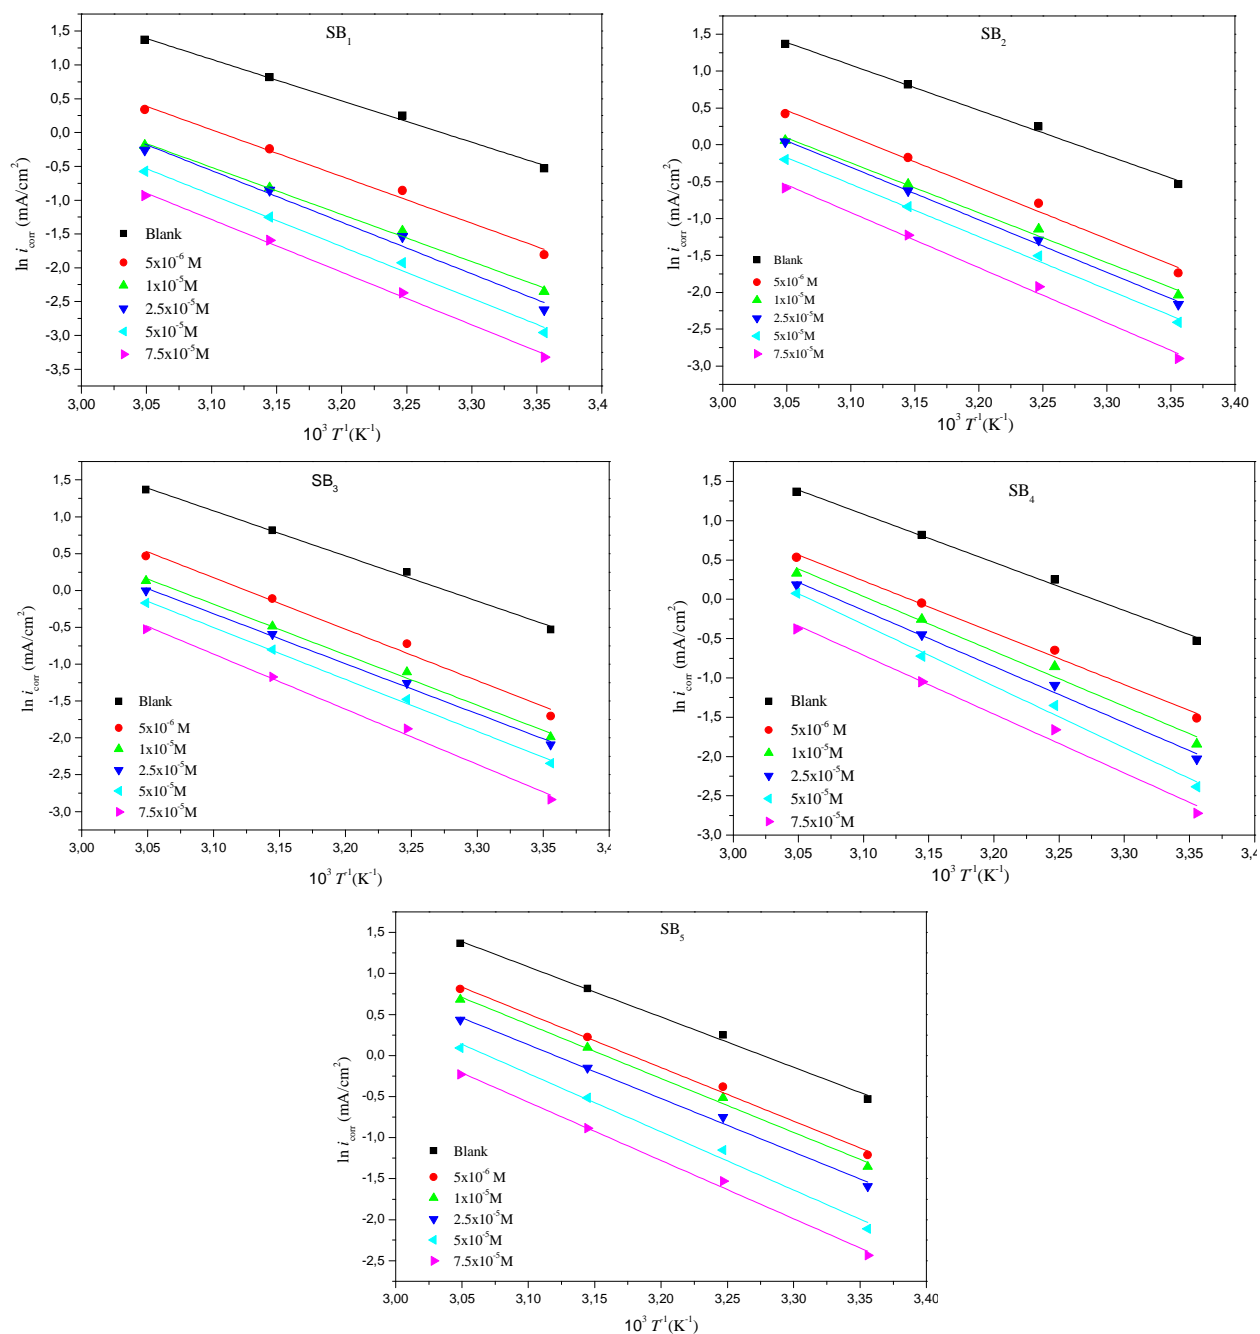 SB1
ln icorr (mA/cm2)
1,5
1,0
0,5
0,0
-0,5
-1,0
-1,5
-2,0
-2,5
-3,0
-3,5
Blank
5x10-6 M
1x10-5M
2.5x10-5M
5x10-5M
7.5x10-5M
3,00 3,05 3,10 3,15 3,20 3,25 3,30 3,35 3,40
103 T-1(K-1)
SB2
ln icorr (mA/cm2)
1,5
1,0
0,5
0,0
-0,5
-1,0
-1,5
-2,0
-2,5
-3,0
Blank
5x10-6 M
1x10-5M
2.5x10-5M
5x10-5M
7.5x10-5M
3,00 3,05 3,10 3,15 3,20 3,25 3,30 3,35 3,40
103 T-1(K-1)
SB3
ln icorr (mA/cm2)
1,5
1,0
0,5
0,0
-0,5
-1,0
-1,5
-2,0
-2,5
-3,0
Blank
5x10-6 M
1x10-5M
2.5x10-5M
5x10-5M
7.5x10-5M
3,00 3,05 3,10 3,15 3,20 3,25 3,30 3,35
103 T-1(K-1)
SB4
ln icorr (mA/cm2)
1,5
1,0
0,5
0,0
-0,5
-1,0
-1,5
-2,0
-2,5
-3,0
Blank
5x10-6 M
1x10-5M
2.5x10-5M
5x10-5M
7.5x10-5M
3,00 3,05 3,10 3,15 3,20 3,25 3,30 3,35 3,4
103 T-1(K-1)
SB5
ln icorr (mA/cm2)
1,5
1,0
0,5
0,0
-0,5
-1,0
-1,5
-2,0
-2,5
Blank
5x10-6 M
1x10-5M
2.5x10-5M
5x10-5M
7.5x10-5M
3,00 3,05 3,10 3,15 3,20 3,25 3,30 3,35 3,40
103 T-1(K-1)